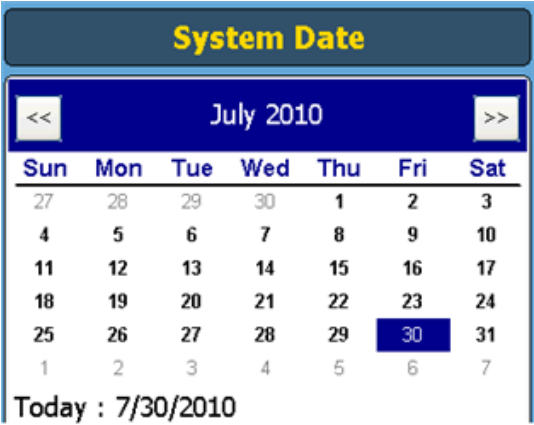 System Date
<< July 2010 >>
Sun Mon Tue Wed Thu Fri Sat
27 28 29 30 1 2 3
4 5 6 7 8 9 10
11 12 13 14 15 16 17
18 19 20 21 22 23 24
25 26 27 28 29 30 31
1 2 3 4 5 6 7
Today : 7/30/2010